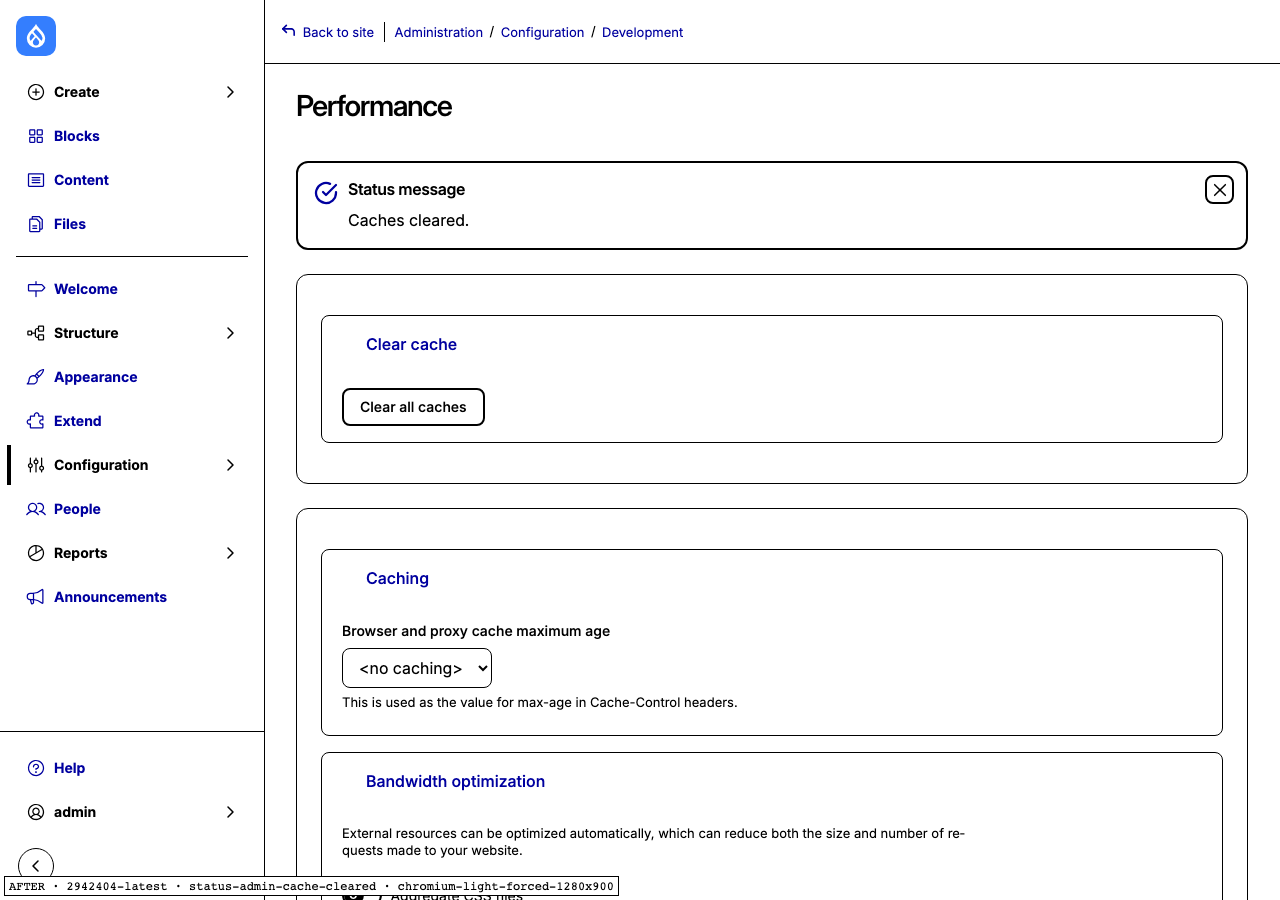 Create
Blocks
Content
Files
Welcome
Structure
Appearance
Extend
Configuration
People
Reports
Announcements
Help
admin
Back to site
Administration / Configuration / Development
Performance
Status message
Caches cleared.
Clear cache
Clear all caches
Caching
Browser and proxy cache maximum age
<no caching>
This is used as the value for max-age in Cache-Control headers.
Bandwidth optimization
External resources can be optimized automatically, which can reduce both the size and number of re-
quests made to your website.
Aggregate CSS files
AFTER · 2942404-latest · status-admin-cache-cleared · chromium-light-forced-1280x900